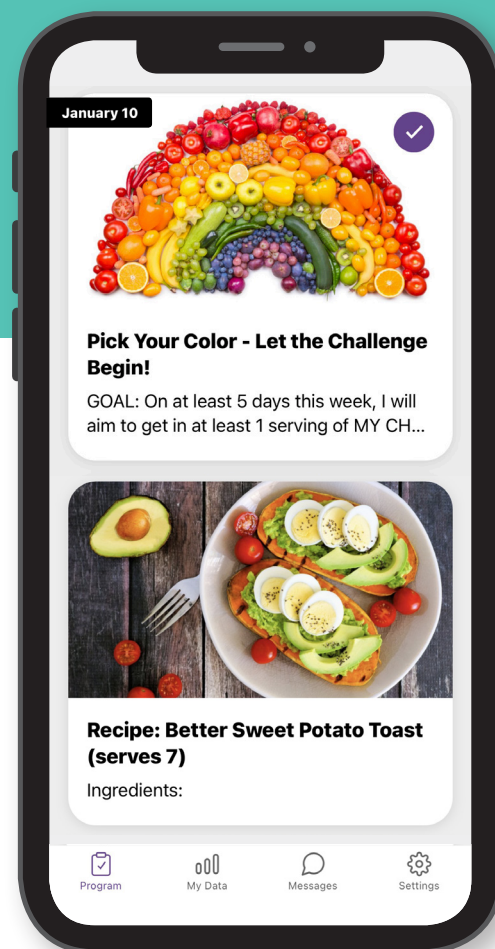 January 10
Pick Your Color - Let the Challenge
Begin!
GOAL: On at least 5 days this week, I will
aim to get in at least 1 serving of MY CH...
Recipe: Better Sweet Potato Toast
(serves 7)
Ingredients:
Program
My Data
Messages
Settings